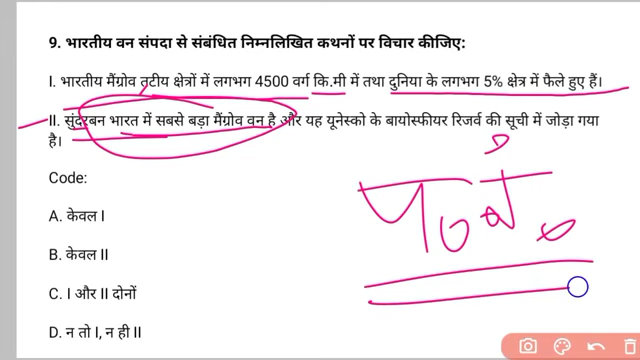 9. भारतीय वन संपदा से संबंधित निम्नलिखित कथनों पर विचार कीजिए:
I. भारतीय मैंग्रोव तटीय क्षेत्रों में लगभग 4500 वर्ग कि.मी में तथा दुनिया के लगभग 5% क्षेत्र में फैले हुए हैं।
II. सुंदरबन भारत में सबसे बड़ा मैंग्रोव वन है और यह यूनेस्को के बायोस्फीयर रिजर्व की सूची में जोड़ा गया
है।
Code:
A. केवल I
B. केवल II
C. I और II दोनों
D. न तो I, न ही II